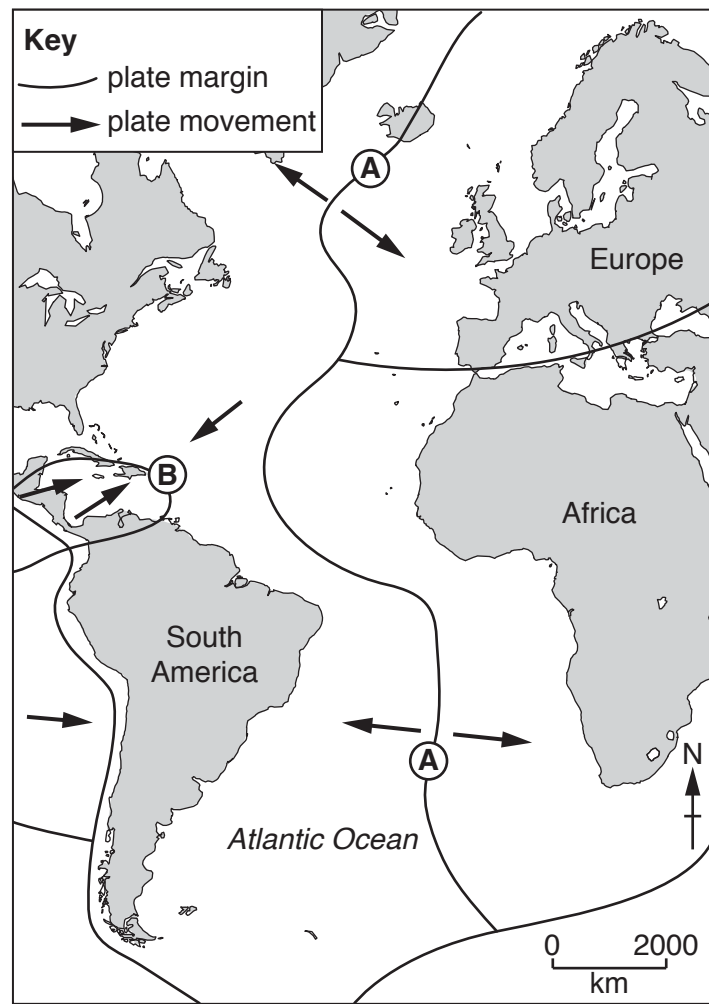 Key
plate margin
plate movement
A
Europe
B
Africa
South
America
N
A
Atlantic Ocean
0 2000
km